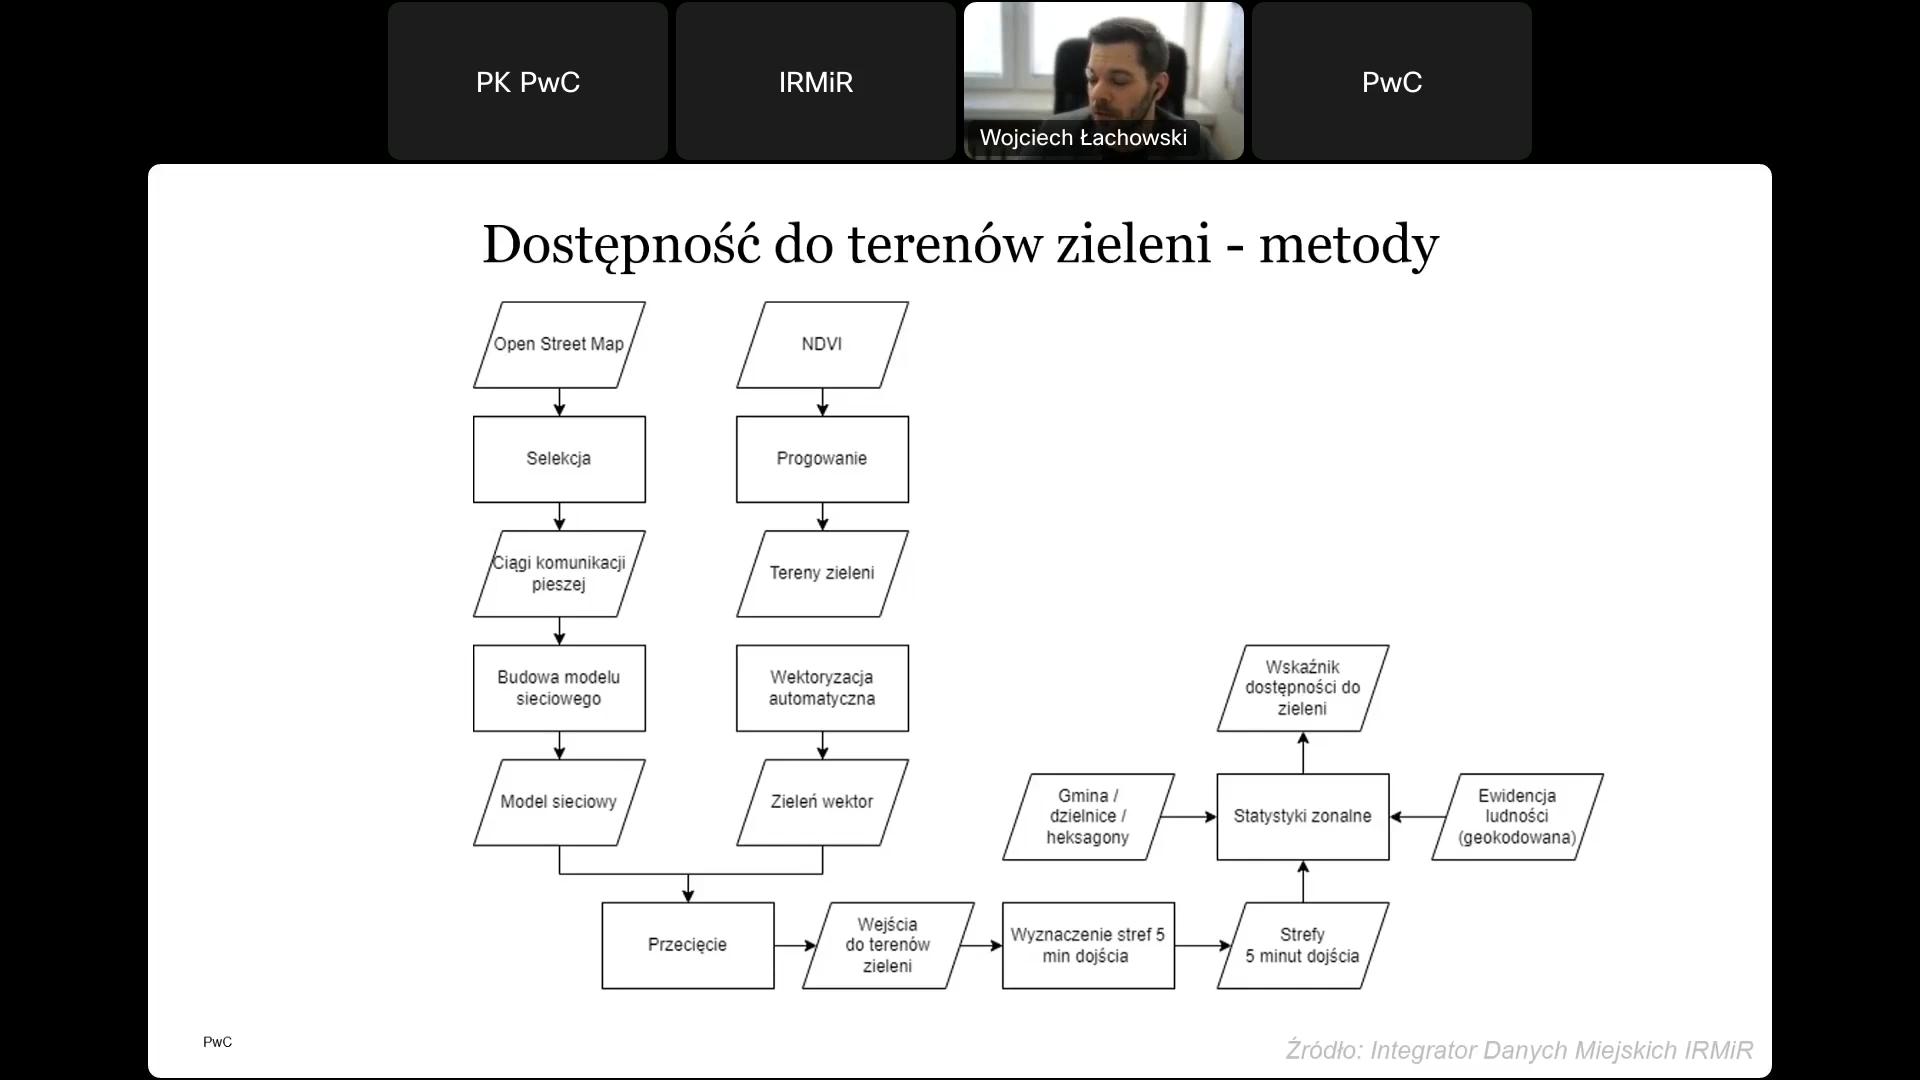 PK PwC
IRMiR
Wojciech Łachowski
PwC
Dostępność do terenów zieleni - metody
Open Street Map
NDVI
Selekcja
Progowanie
Ciągi komunikacji
pieszej
Tereny zieleni
Budowa modelu
sieciowego
Wektoryzacja
automatyczna
Wskaźnik
dostępności do
zieleni
Model sieciowy
Zieleń wektor
Gmina /
dzielnice /
heksagony
Statystyki zonalne
Ewidencja
ludności
(geokodowana)
Przecięcie
Wejścia
do terenów
zieleni
Wyznaczenie stref 5
min dojścia
Strefy
5 minut dojścia
PwC
Źródło: Integrator Danych Miejskich IRMiR